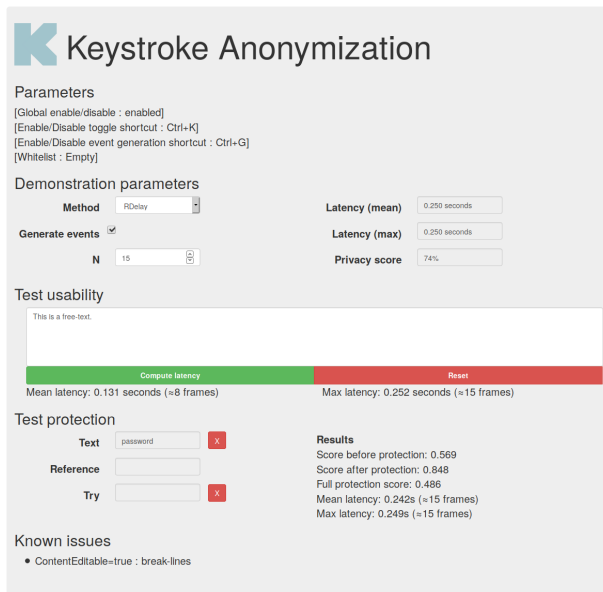 Keystroke Anonymization
Parameters
[Global enable/disable : enabled]
[Enable/Disable toggle shortcut : Ctrl+K]
[Enable/Disable event generation shortcut : Ctrl+G]
[Whitelist : Empty]
Demonstration parameters
Method RDelay Latency (mean) 0.250 seconds
Generate events Latency (max) 0.250 seconds
N 15 Privacy score 74%
Test usability
This is a free-text.
Compute latency Reset
Mean latency: 0.131 seconds (≈8 frames) Max latency: 0.252 seconds (≈15 frames)
Test protection
Text password X
Reference
Try X
Results
Score before protection: 0.569
Score after protection: 0.848
Full protection score: 0.486
Mean latency: 0.242s (≈15 frames)
Max latency: 0.249s (≈15 frames)
Known issues
ContentEditable=true : break-lines